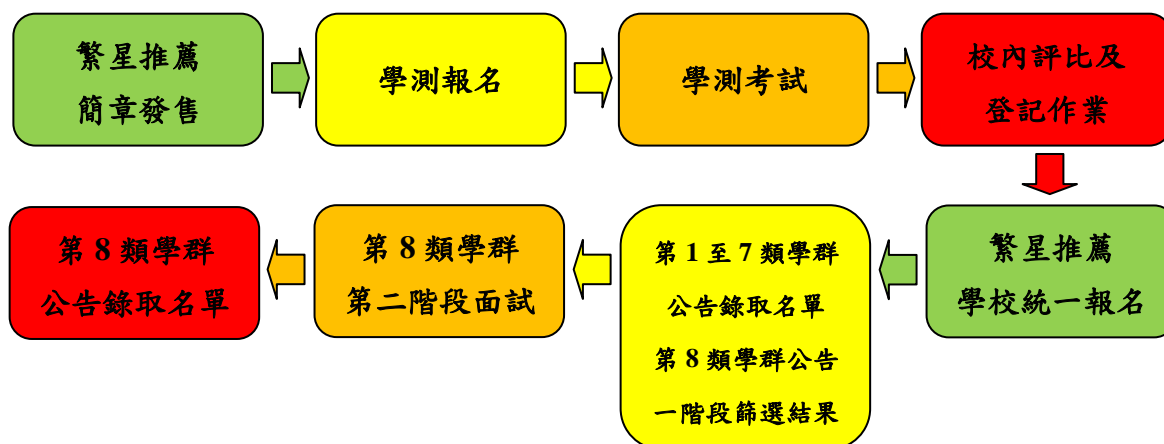 繁星推薦
簡章發售
學測報名
學測考試
校內評比及
登記作業
繁星推薦
學校統一報名
第 1 至 7 類學群
公告錄取名單
第 8 類學群公告
一階段篩選結果
第 8 類學群
第二階段面試
第 8 類學群
公告錄取名單